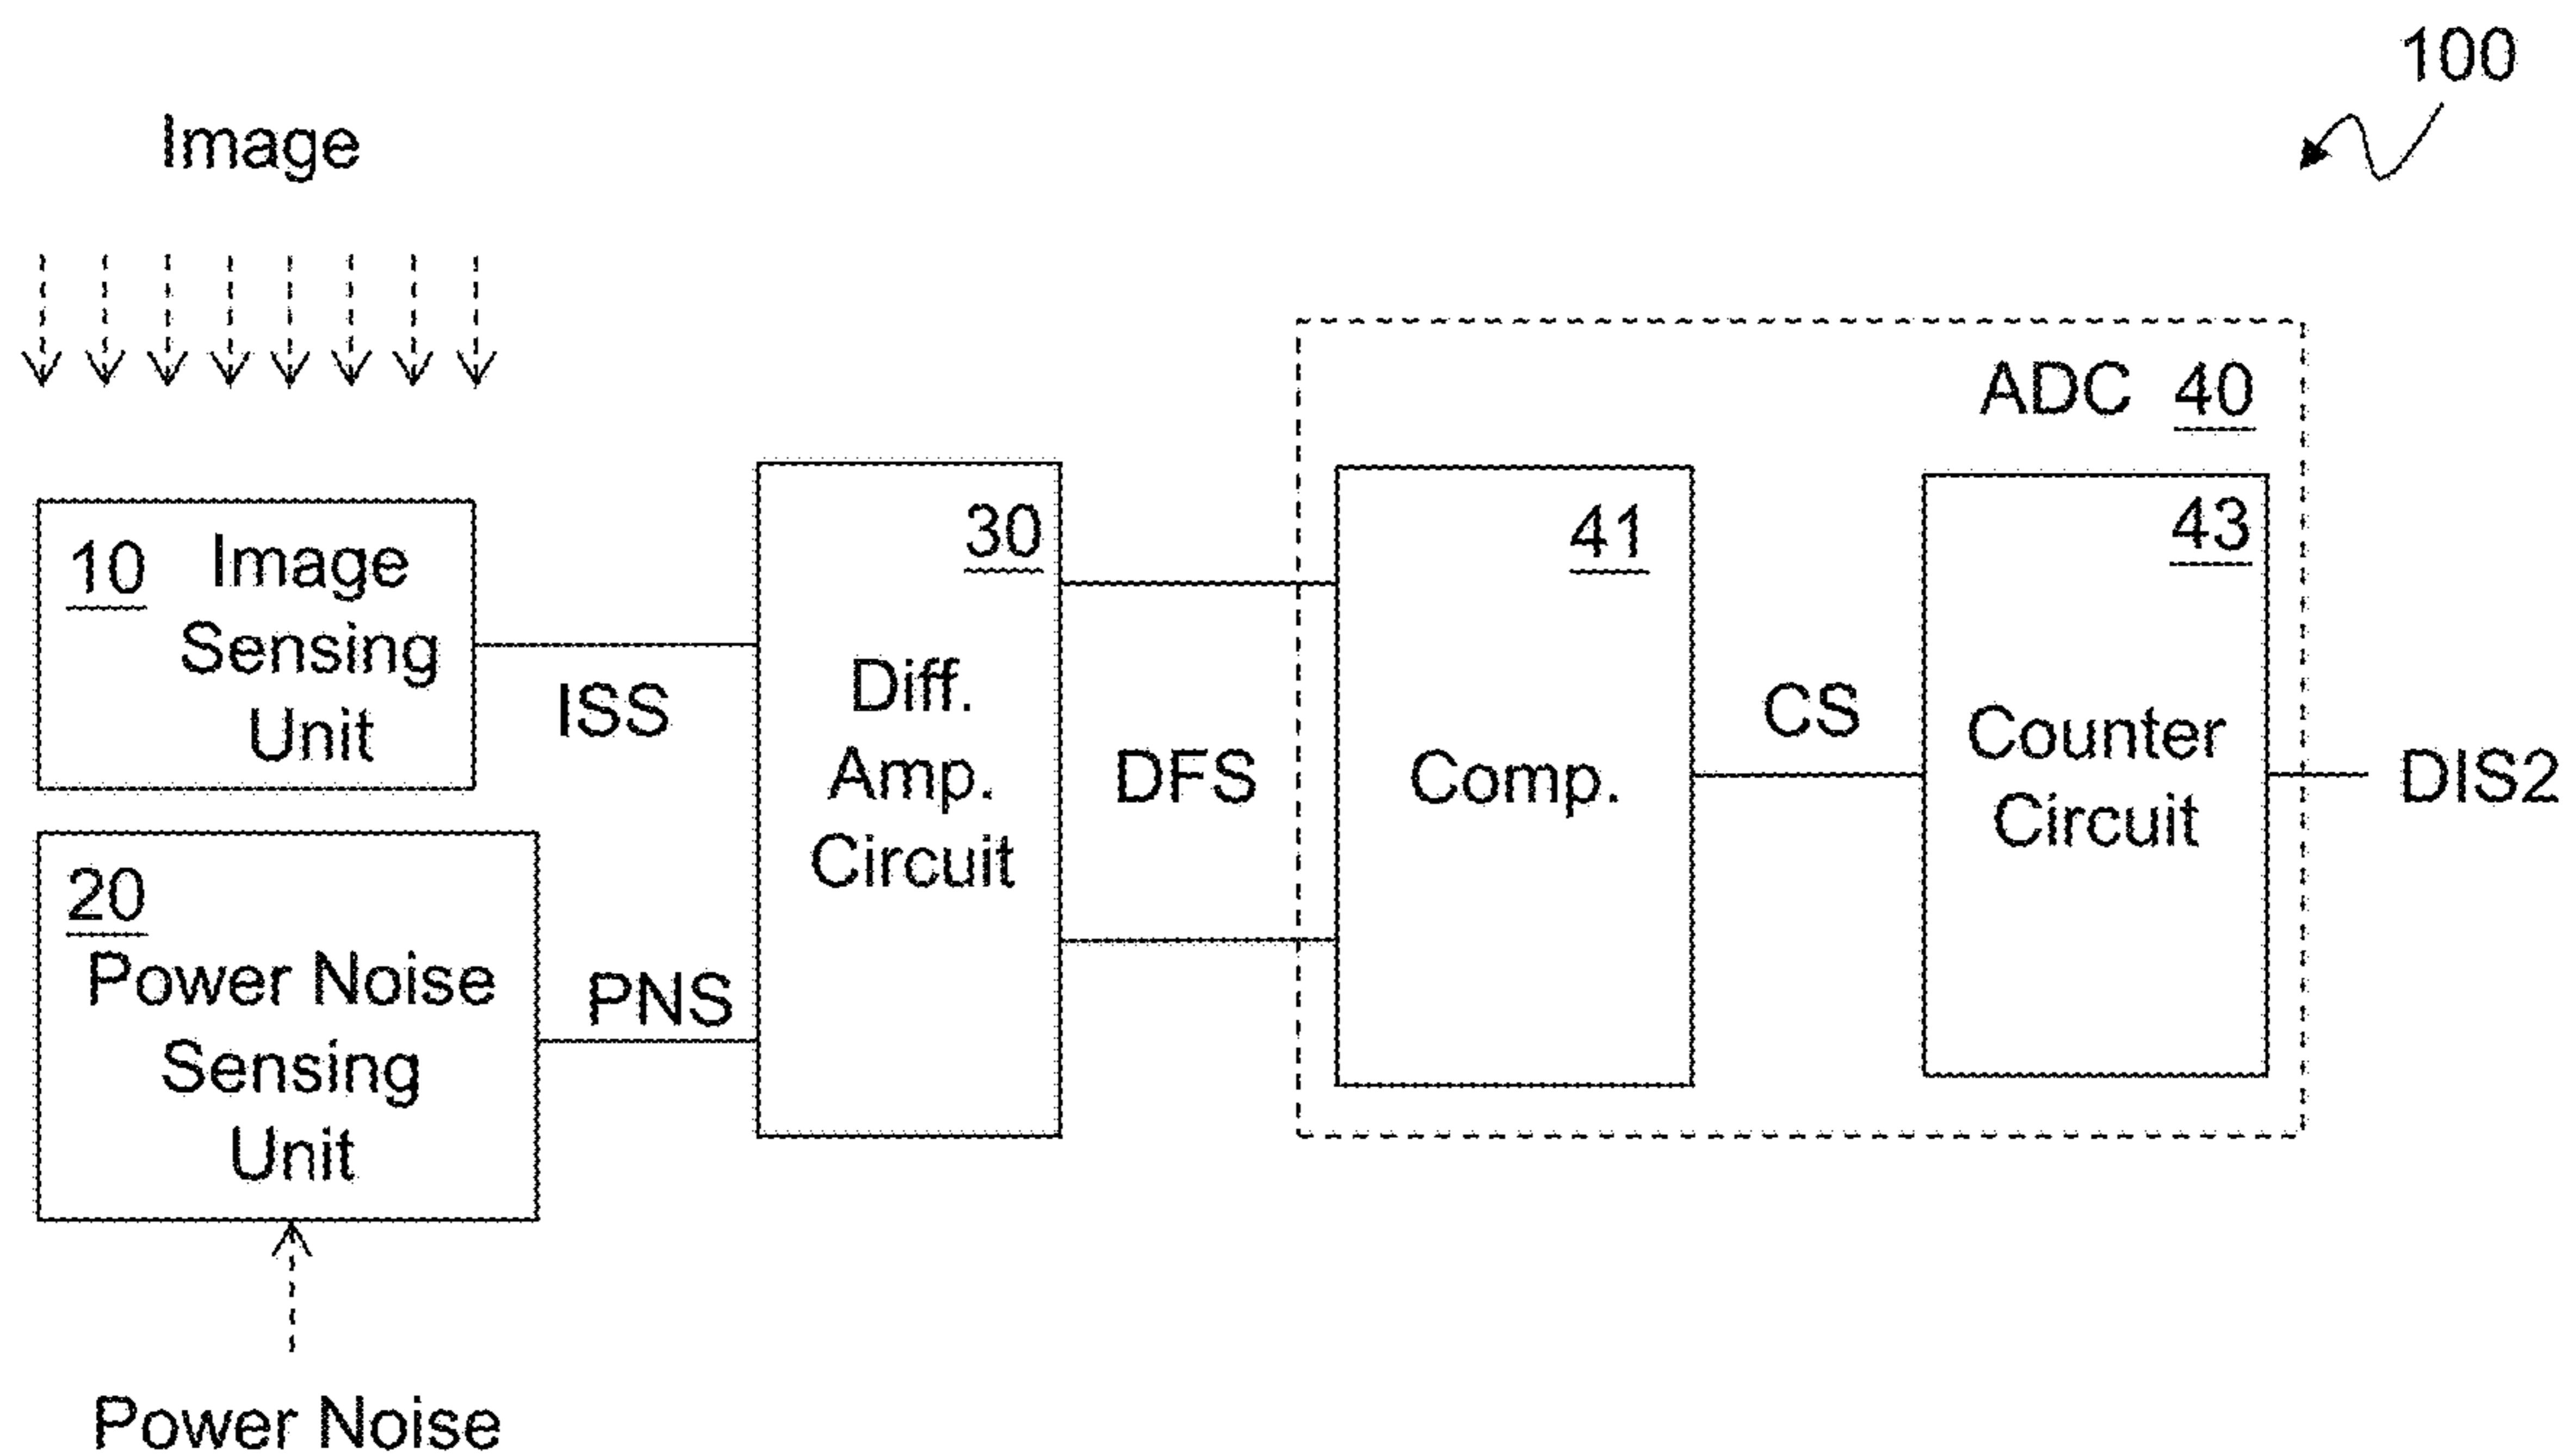 100
Image
ADC 40
10 Image
Sensing
Unit
ISS
30
Diff.
Amp.
Circuit
DFS
41
Comp.
CS
43
Counter
Circuit
DIS2
20
Power Noise
Sensing
Unit
PNS
Power Noise